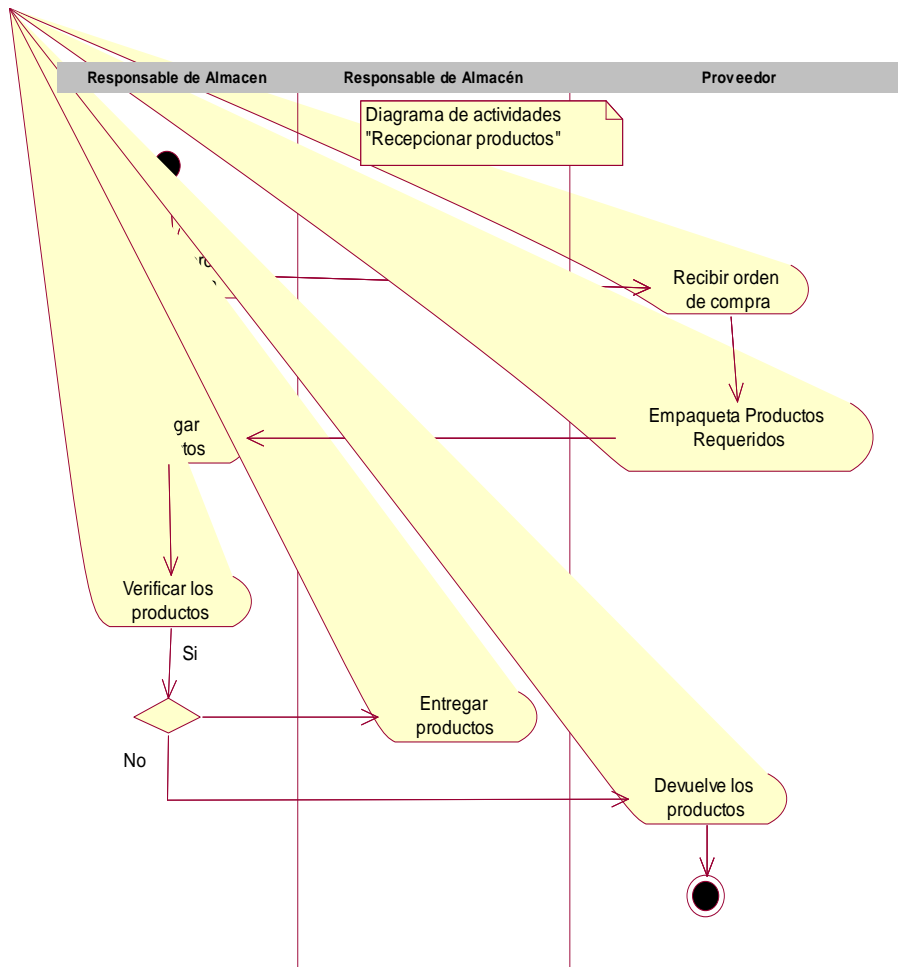 Responsable de Almacen
Responsable de Almacén
Proveedor
Diagrama de actividades
"Recepcionar productos"
Recibir orden
de compra
Empaqueta Productos
Requeridos
Verificar los
productos
Si
Entregar
productos
No
Devuelve los
productos